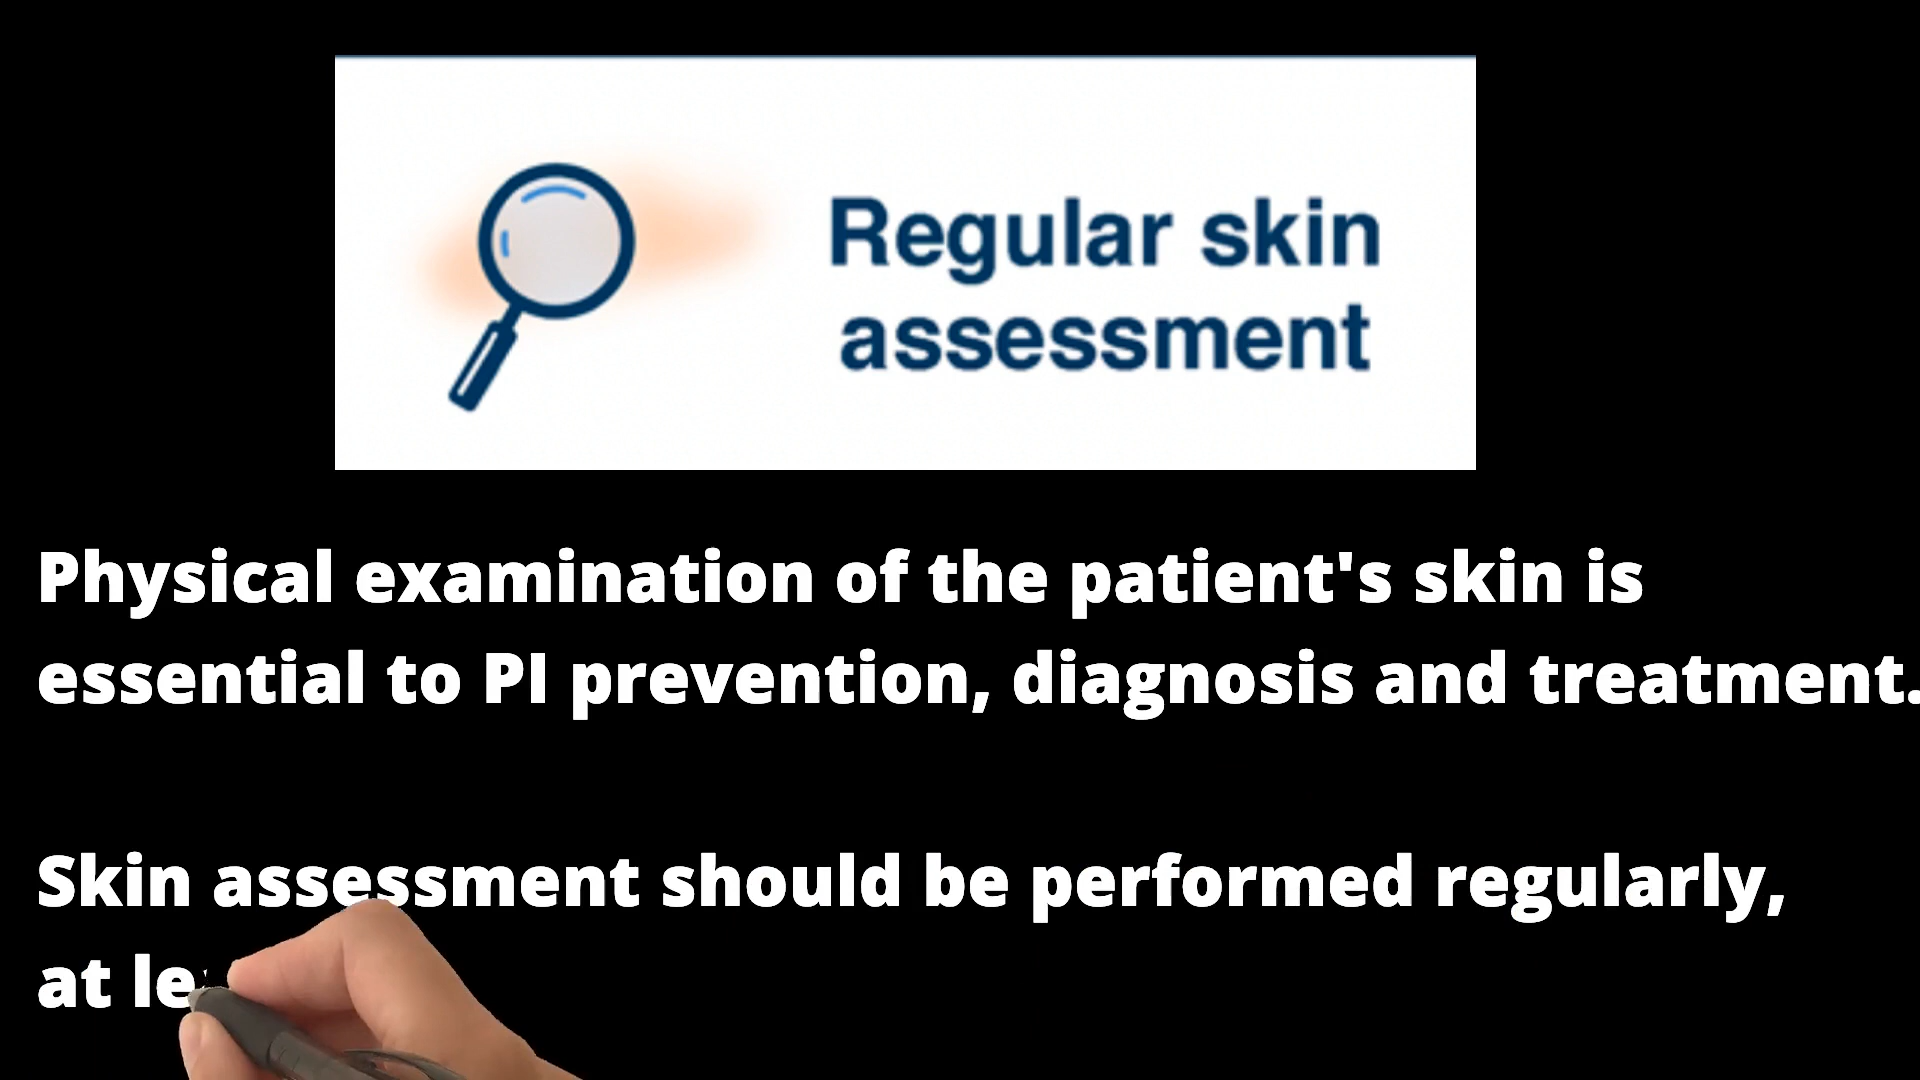 Regular skin
assessment
Physical examination of the patient's skin is
essential to PI prevention, diagnosis and treatment.
Skin assessment should be performed regularly,
at